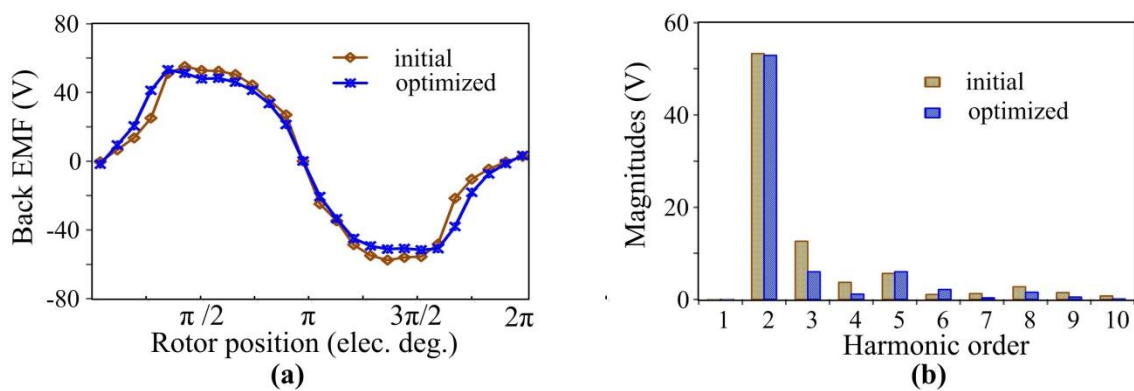 80
40
0
-40
-80
Back EMF (V)
initial
optimized
π /2
π
3π/2
2π
Rotor position (elec. deg.)
(a)
60
40
20
0
Magnitudes (V)
initial
optimized
1 2 3 4 5 6 7 8 9 10
Harmonic order
(b)